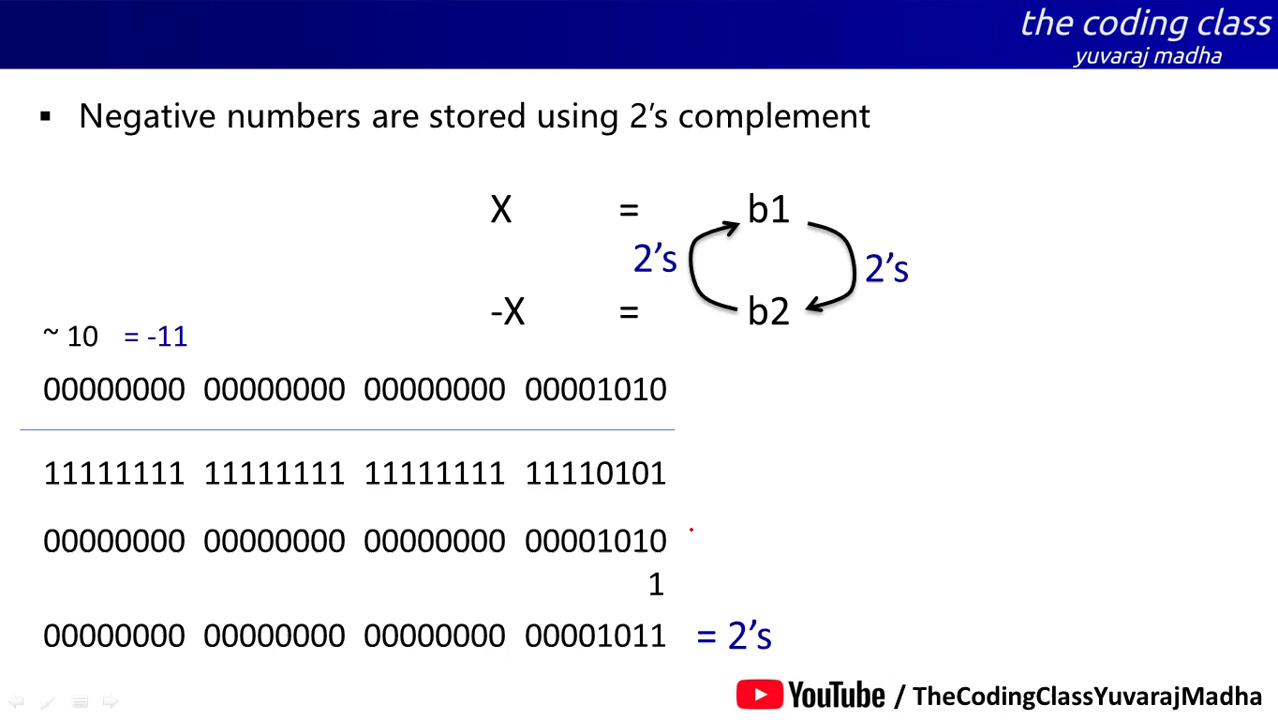 the coding class
yuvaraj madha
▪ Negative numbers are stored using 2’s complement
X = b1
2’s 2’s
-X = b2
~ 10 = -11
00000000 00000000 00000000 00001010
11111111 11111111 11111111 11110101
00000000 00000000 00000000 00001010
1
00000000 00000000 00000000 00001011 = 2’s
YouTube / TheCodingClassYuvarajMadha